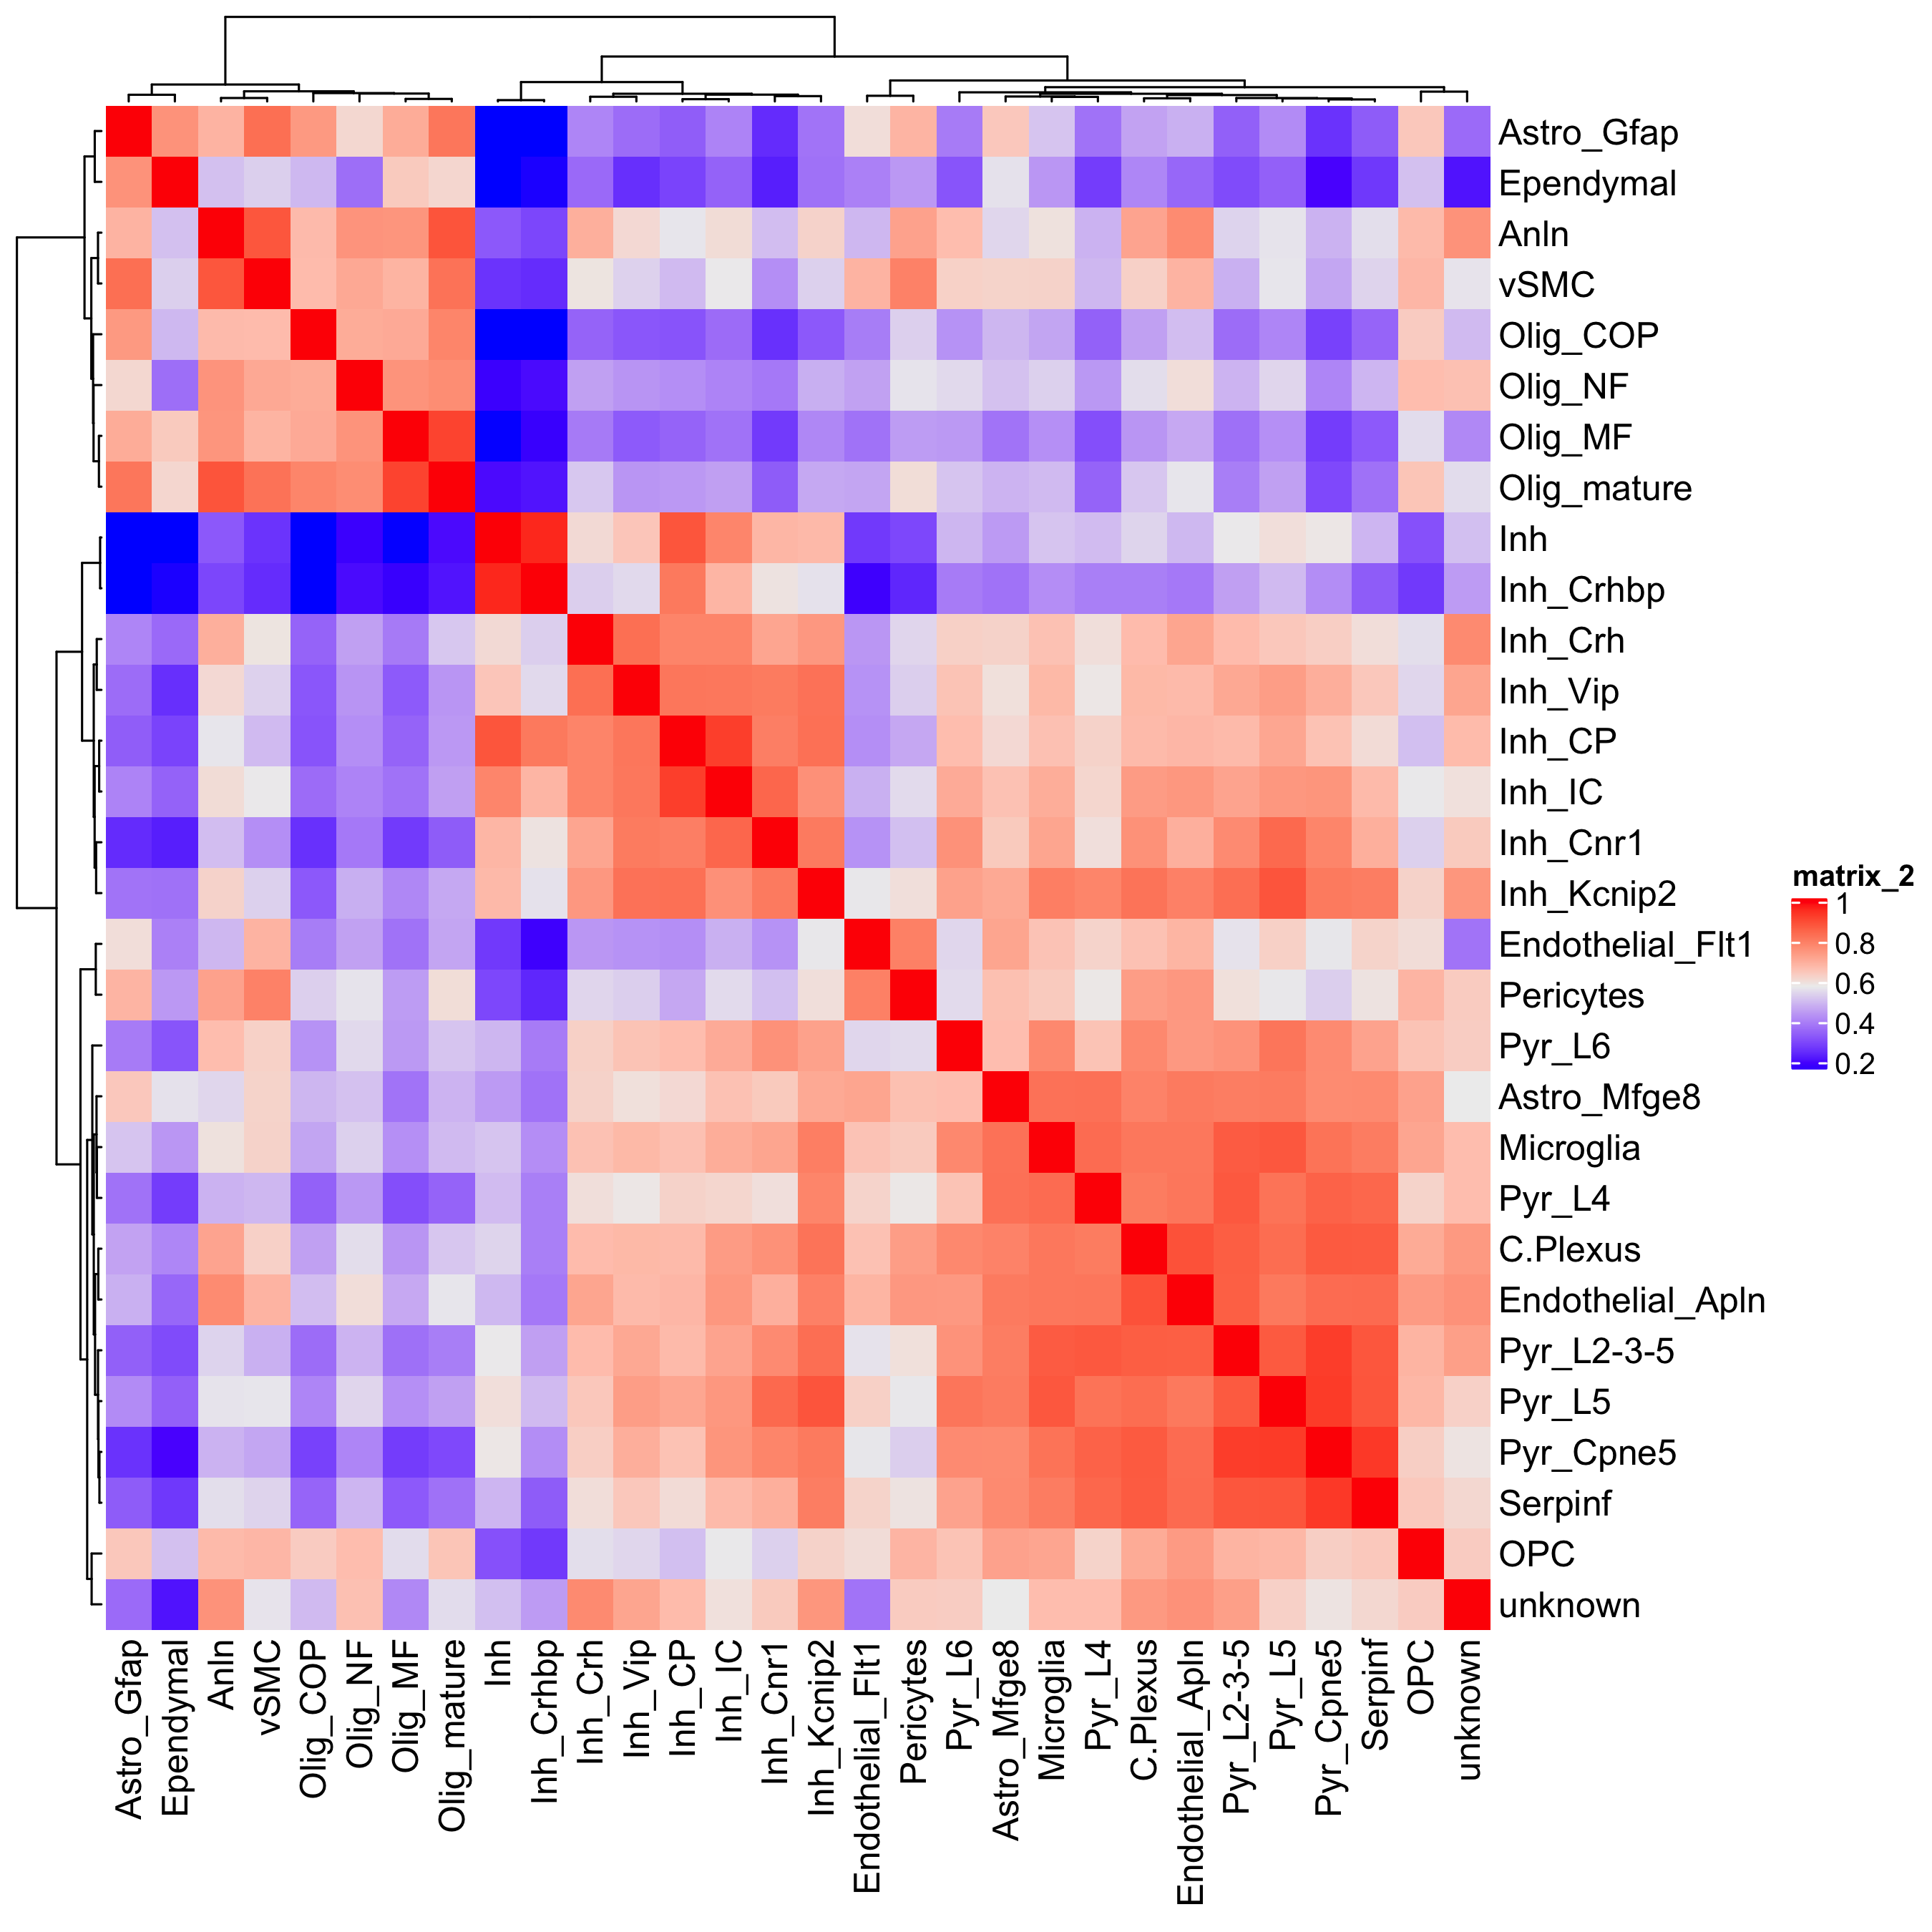 Astro_Gfap
Ependymal
Anln
vSMC
Olig_COP
Olig_NF
Olig_MF
Olig_mature
Inh
Inh_Crhbp
Inh_Crh
Inh_Vip
Inh_CP
Inh_IC
Inh_Cnr1
Inh_Kcnip2
Endothelial_Flt1
Pericytes
Pyr_L6
Astro_Mfge8
Microglia
Pyr_L4
C.Plexus
Endothelial_Apln
Pyr_L2-3-5
Pyr_L5
Pyr_Cpne5
Serpinf
OPC
unknown
matrix_2
1
0.8
0.6
0.4
0.2
Astro_Gfap
Ependymal
Anln
vSMC
Olig_COP
Olig_NF
Olig_MF
Olig_mature
Inh
Inh_Crhbp
Inh_Crh
Inh_Vip
Inh_CP
Inh_IC
Inh_Cnr1
Inh_Kcnip2
Endothelial_Flt1
Pericytes
Pyr_L6
Astro_Mfge8
Microglia
Pyr_L4
C.Plexus
Endothelial_Apln
Pyr_L2-3-5
Pyr_L5
Pyr_Cpne5
Serpinf
OPC
unknown